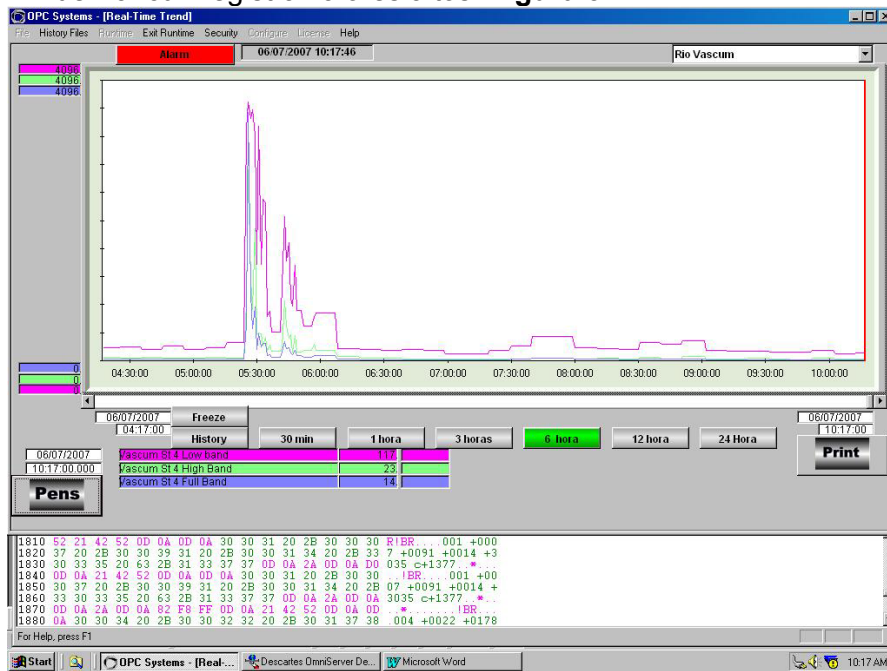 OPC Systems - [Real-Time Trend]
File History Files Runtime Exit Runtime Security Configure License Help
Alarm 06/07/2007 10:17:46 Rio Vascum
4096
4096
4096
0
0
0
04:30:00 05:00:00 05:30:00 06:00:00 06:30:00 07:00:00 07:30:00 08:00:00 08:30:00 09:00:00 09:30:00 10:00:00
06/07/2007 Freeze 06/07/2007
04:17:00 History 30 min 1 hora 3 horas 6 hora 12 hora 24 Hora 10:17:00
06/07/2007 Vascum St 4 Low band 117 Print
10:17:00.000 Vascum St 4 High Band 23
Pens Vascum St 4 Full Band 14
1810 52 21 42 52 0D 0A 0D 0A 30 30 31 20 2B 30 30 30 R!BR....001 +000
1820 37 20 2B 30 30 39 31 20 2B 30 30 31 34 20 2B 33 7 +0091 +0014 +3
1830 30 33 35 20 63 2B 31 33 37 37 0D 0A 2A 0D 0A D0 035 c+1377..*...
1840 0D 0A 21 42 52 0D 0A 0D 0A 30 30 31 20 2B 30 30 ..!BR....001 +00
1850 30 37 20 2B 30 30 39 31 20 2B 30 30 31 34 20 2B 07 +0091 +0014 +
1860 33 30 33 35 20 63 2B 31 33 37 37 0D 0A 2A 0D 0A 3035 c+1377..*..
1870 0D 0A 2A 0D 0A 82 F8 FF 0D 0A 21 42 52 0D 0A 0D ..*.......!BR...
1880 0A 30 30 34 20 2B 30 30 32 32 20 2B 30 31 37 38 .004 +0022 +0178
For Help, press F1
Start OPC Systems - [Real-... Descartes OmniServer De... Microsoft Word 10:17 AM